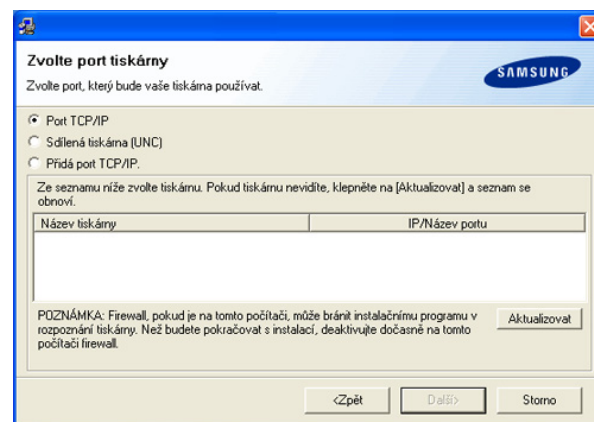 Zvolte port tiskárny
Zvolte port, který bude vaše tiskárna používat.
SAMSUNG
Port TCP/IP
Sdílená tiskárna (UNC)
Přidá port TCP/IP.
Ze seznamu níže zvolte tiskárnu. Pokud tiskárnu nevidíte, klepněte na [Aktualizovat] a seznam se
obnoví.
Název tiskárny IP/Název portu
POZNÁMKA: Firewall, pokud je na tomto počítači, může bránit instalačnímu programu v
rozpoznání tiskárny. Než budete pokračovat s instalací, deaktivujte dočasně na tomto
počítači firewall.
Aktualizovat
<Zpět Další> Storno